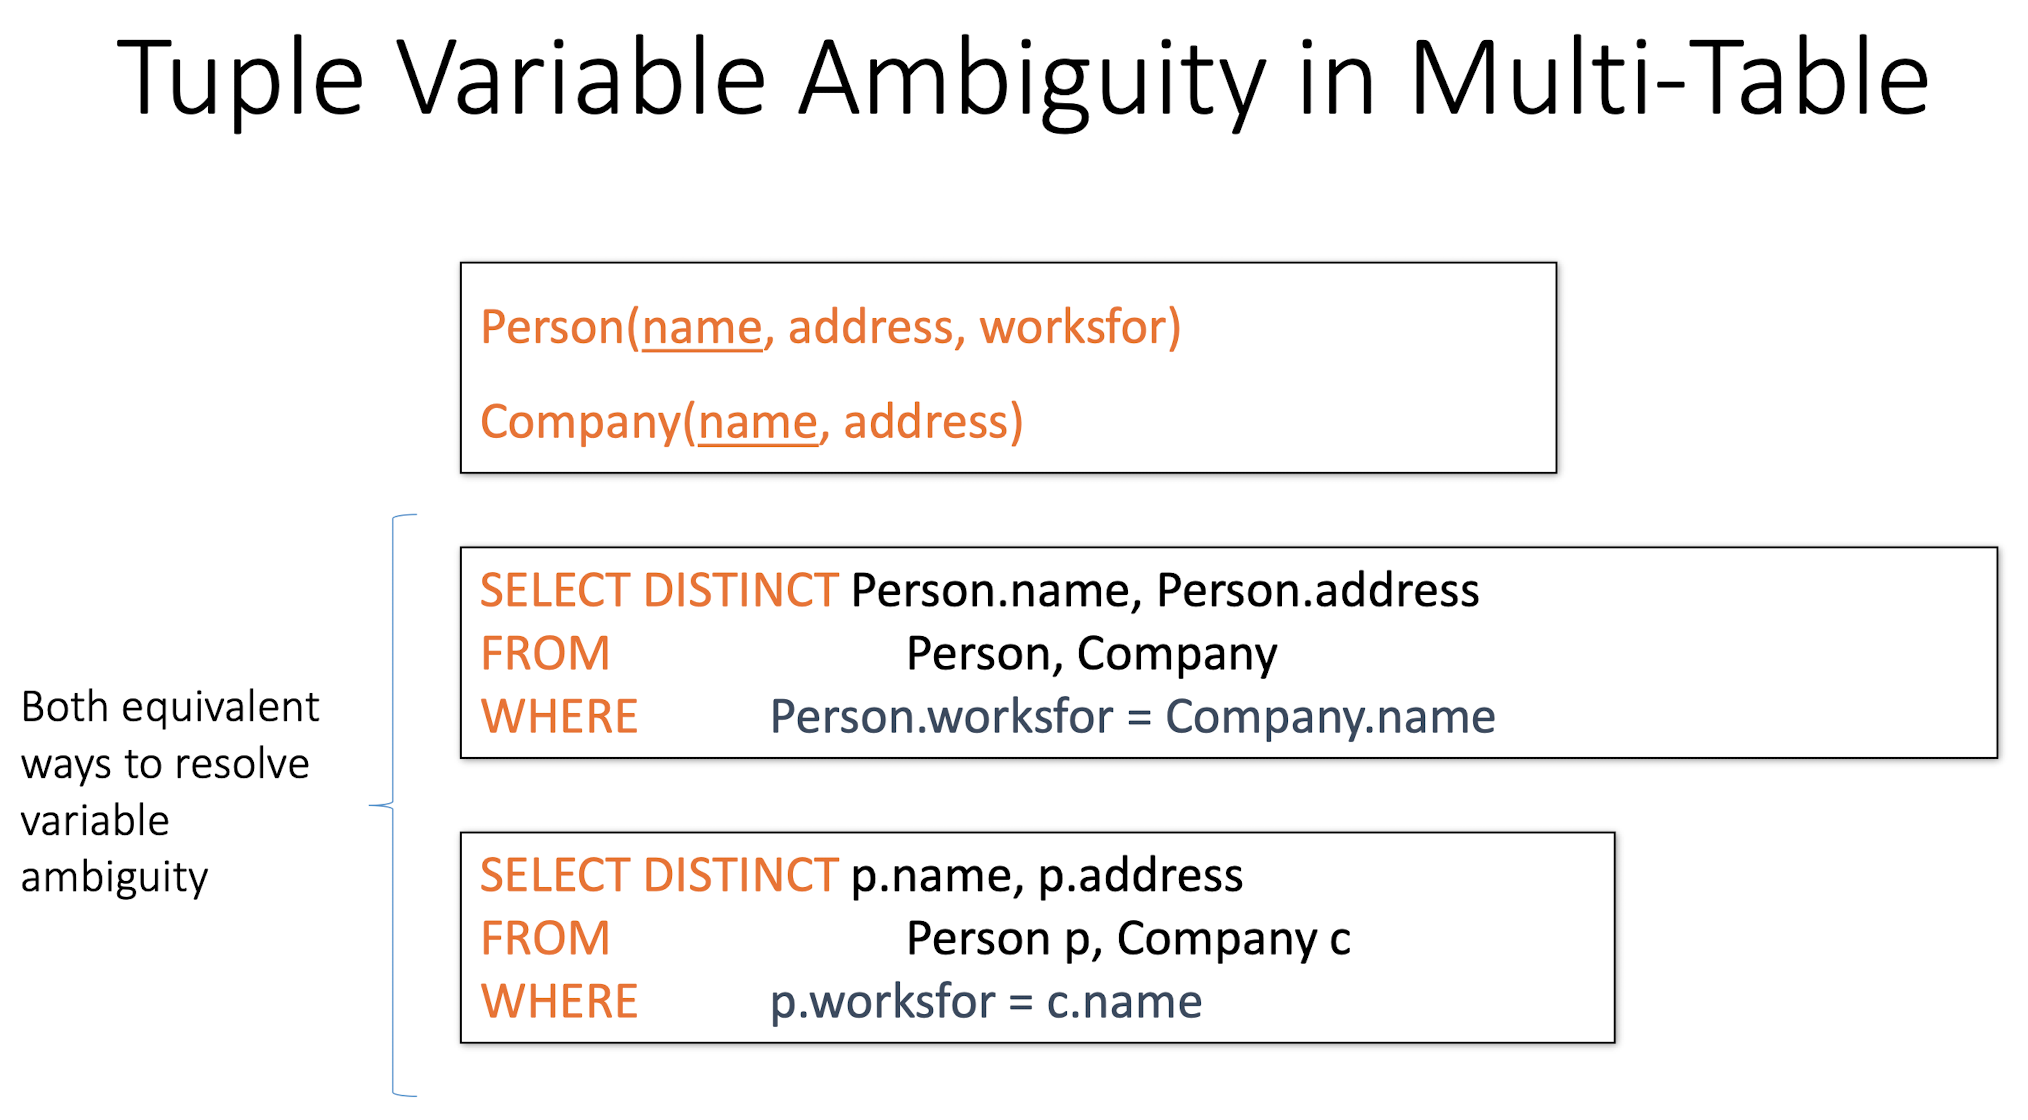 Tuple Variable Ambiguity in Multi-Table
Person(name, address, worksfor)
Company(name, address)
Both equivalent
ways to resolve
variable
ambiguity
SELECT DISTINCT Person.name, Person.address
FROM Person, Company
WHERE Person.worksfor = Company.name
SELECT DISTINCT p.name, p.address
FROM Person p, Company c
WHERE p.worksfor = c.name